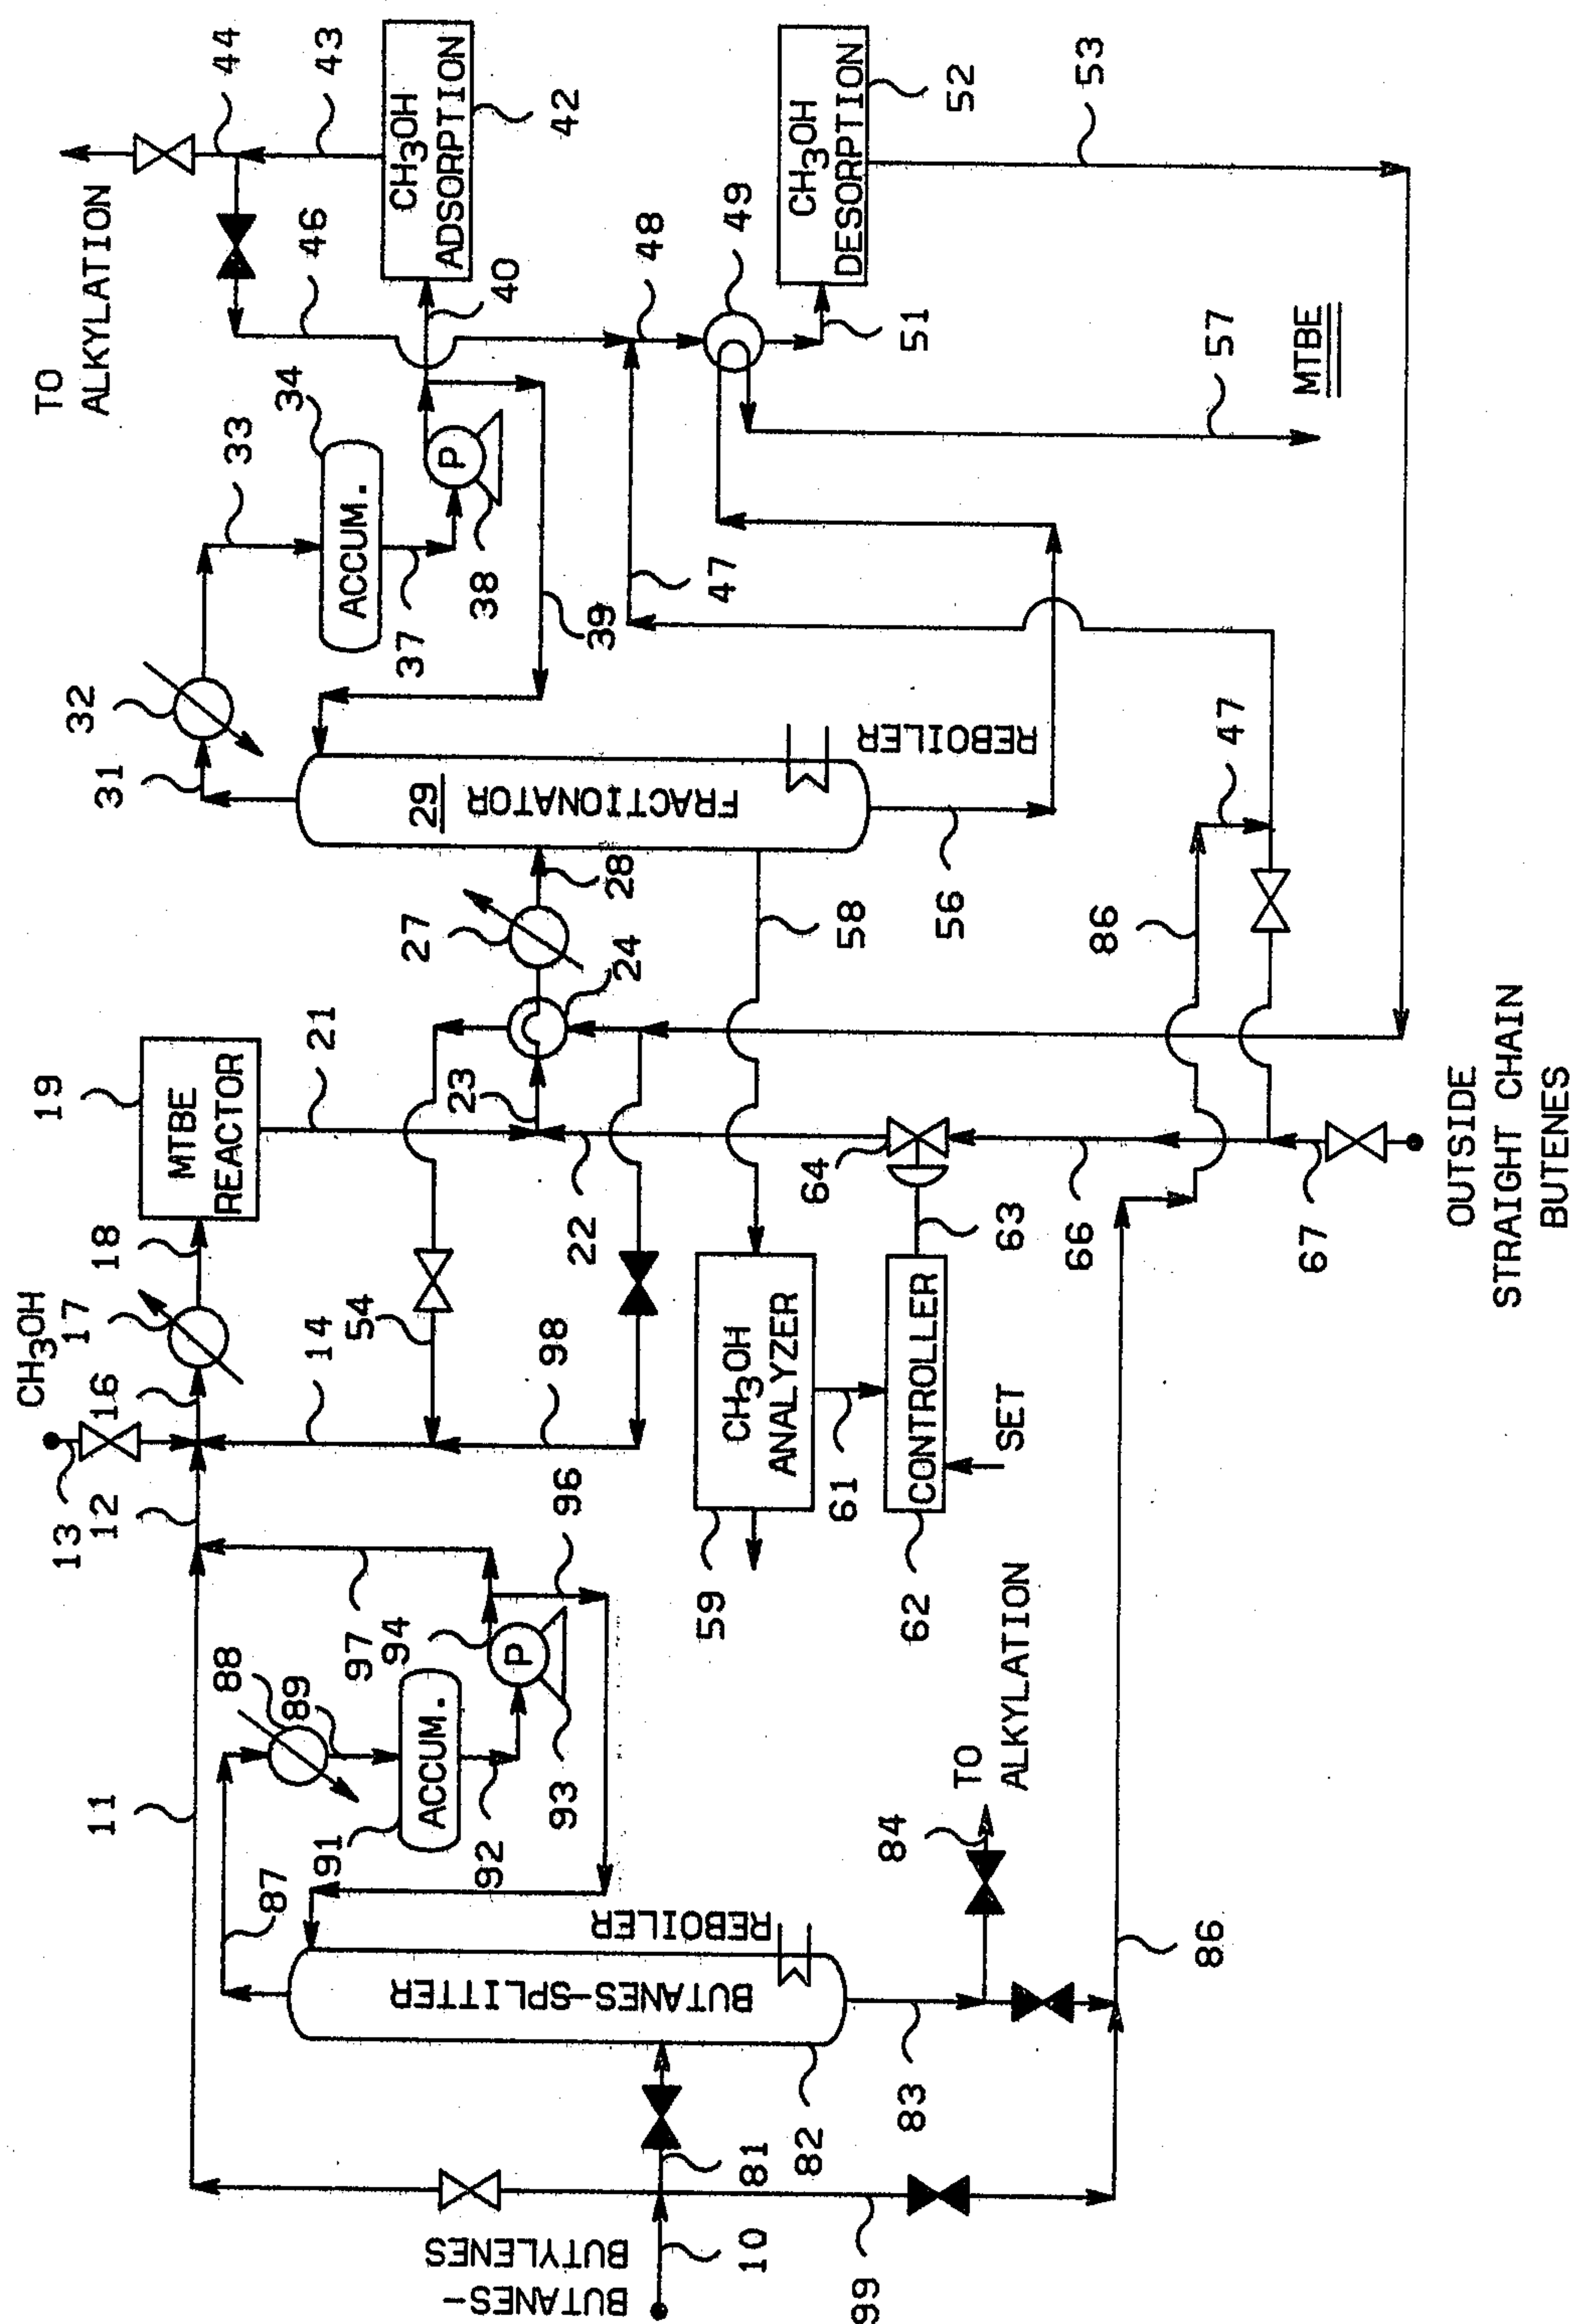 TO
ALKYLATION
44
43
CH3OH
ADSORPTION
42
46
40
33
34
ACCUM.
P
37
38
39
32
31
48
49
CH3OH
DESORPTION
52
53
51
57
MTBE
47
REBOILER
FRACTIONATOR
29
28
27
24
58
56
86
47
19
MTBE
REACTOR
21
23
22
18
CH3OH
17
16
14
54
98
13
12
CH3OH
ANALYZER
59
61
CONTROLLER
62
SET
63
64
66
67
OUTSIDE
STRAIGHT CHAIN
BUTENES
11
97
94
96
88
89
P
ACCUM.
91
92
93
87
REBOILER
BUTANES-SPLITTER
TO
ALKYLATION
84
86
83
82
81
BUTANES-
BUTYLENES
10
99